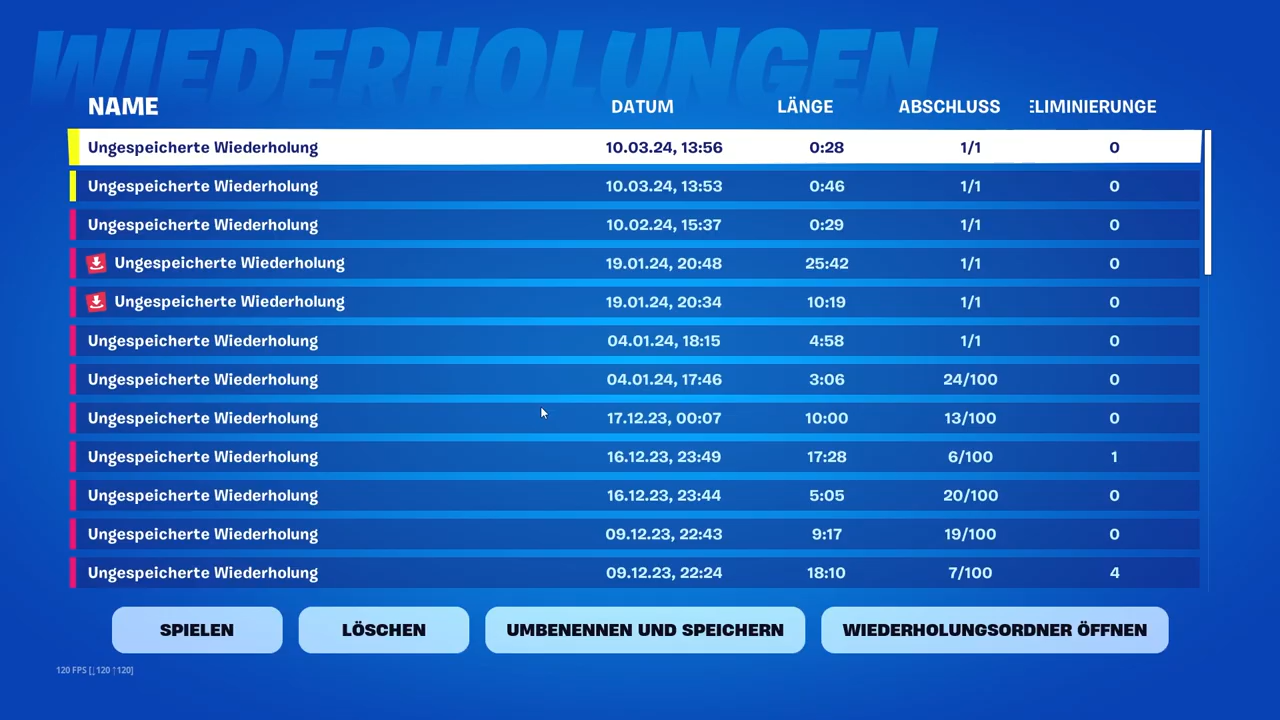 WIEDERHOLUNGEN
NAME DATUM LÄNGE ABSCHLUSS ELIMINIERUNGE
Ungespeicherte Wiederholung 10.03.24, 13:56 0:28 1/1 0
Ungespeicherte Wiederholung 10.03.24, 13:53 0:46 1/1 0
Ungespeicherte Wiederholung 10.02.24, 15:37 0:29 1/1 0
Ungespeicherte Wiederholung 19.01.24, 20:48 25:42 1/1 0
Ungespeicherte Wiederholung 19.01.24, 20:34 10:19 1/1 0
Ungespeicherte Wiederholung 04.01.24, 18:15 4:58 1/1 0
Ungespeicherte Wiederholung 04.01.24, 17:46 3:06 24/100 0
Ungespeicherte Wiederholung 17.12.23, 00:07 10:00 13/100 0
Ungespeicherte Wiederholung 16.12.23, 23:49 17:28 6/100 1
Ungespeicherte Wiederholung 16.12.23, 23:44 5:05 20/100 0
Ungespeicherte Wiederholung 09.12.23, 22:43 9:17 19/100 0
Ungespeicherte Wiederholung 09.12.23, 22:24 18:10 7/100 4
SPIELEN LÖSCHEN UMBENENNEN UND SPEICHERN WIEDERHOLUNGSORDNER ÖFFNEN
120 FPS [↓120 ↑120]